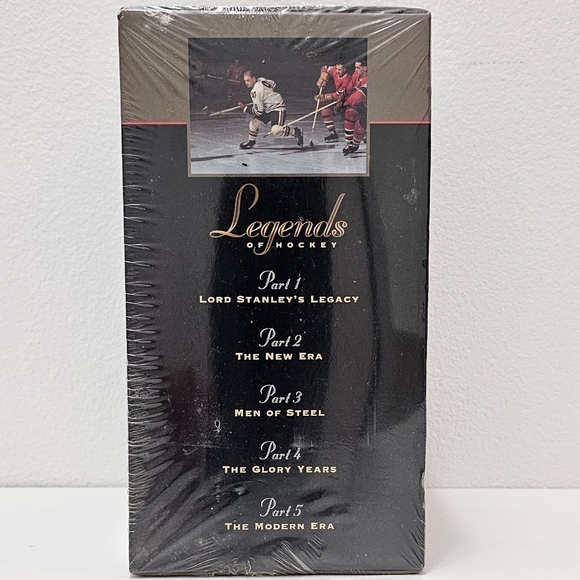 Legends
OF HOCKEY
Part 1
LORD STANLEY'S LEGACY
Part 2
THE NEW ERA
Part 3
MEN OF STEEL
Part 4
THE GLORY YEARS
Part 5
THE MODERN ERA